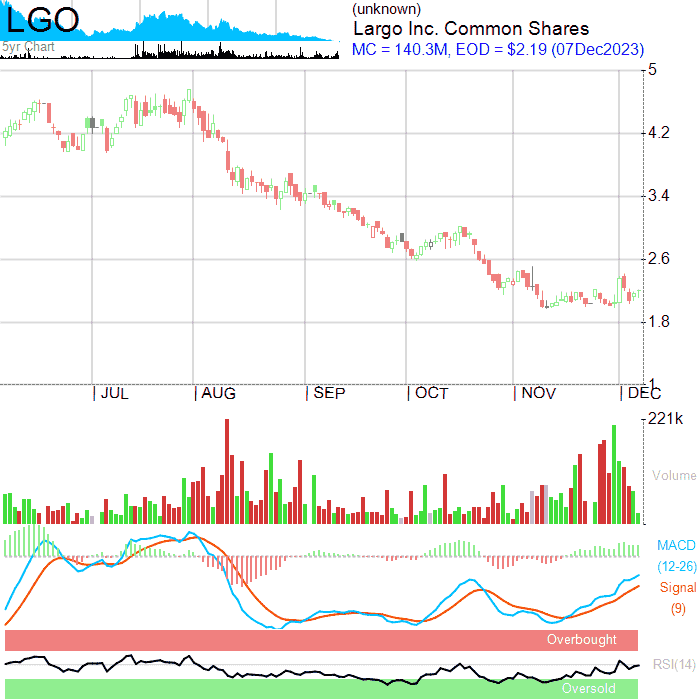 LGO
5yr Chart
(unknown)
Largo Inc. Common Shares
MC = 140.3M, EOD = $2.19 (07Dec2023)
5
4.2
3.4
2.6
1.8
1
JUL AUG SEP OCT NOV DEC
221k
Volume
MACD
(12-26)
Signal
(9)
Overbought
RSI(14)
Oversold